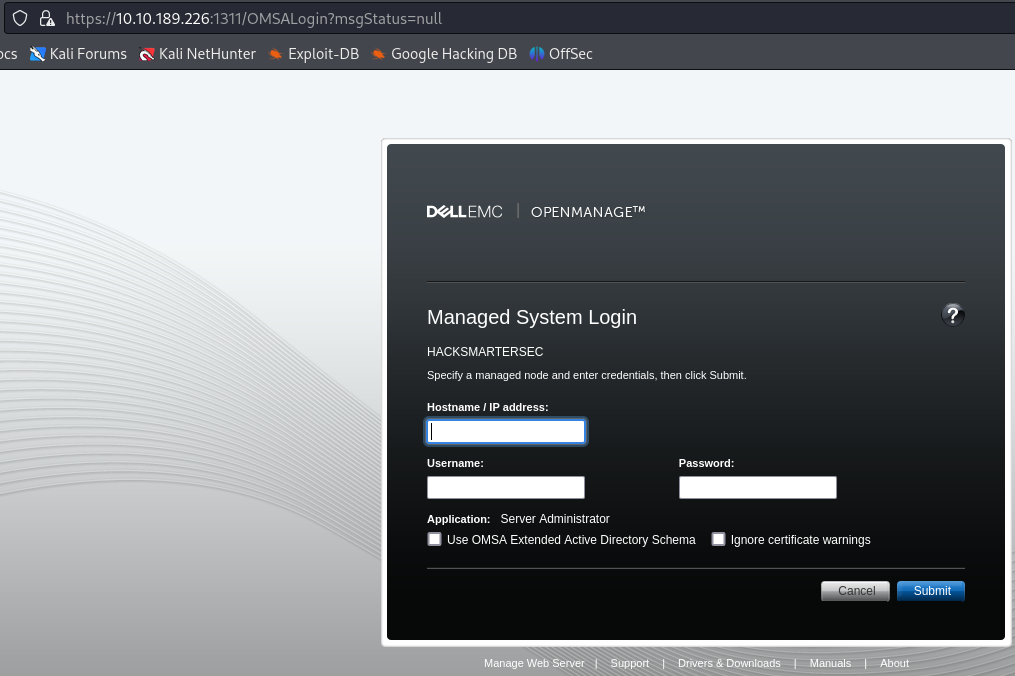 https://10.10.189.226:1311/OMSALogin?msgStatus=null
ocs Kali Forums Kali NetHunter Exploit-DB Google Hacking DB OffSec
DELLEMC | OPENMANAGE™
Managed System Login ?
HACKSMARTERSEC
Specify a managed node and enter credentials, then click Submit.
Hostname / IP address:
Username: Password:
Application: Server Administrator
Use OMSA Extended Active Directory Schema Ignore certificate warnings
Cancel Submit
Manage Web Server | Support | Drivers & Downloads | Manuals | About